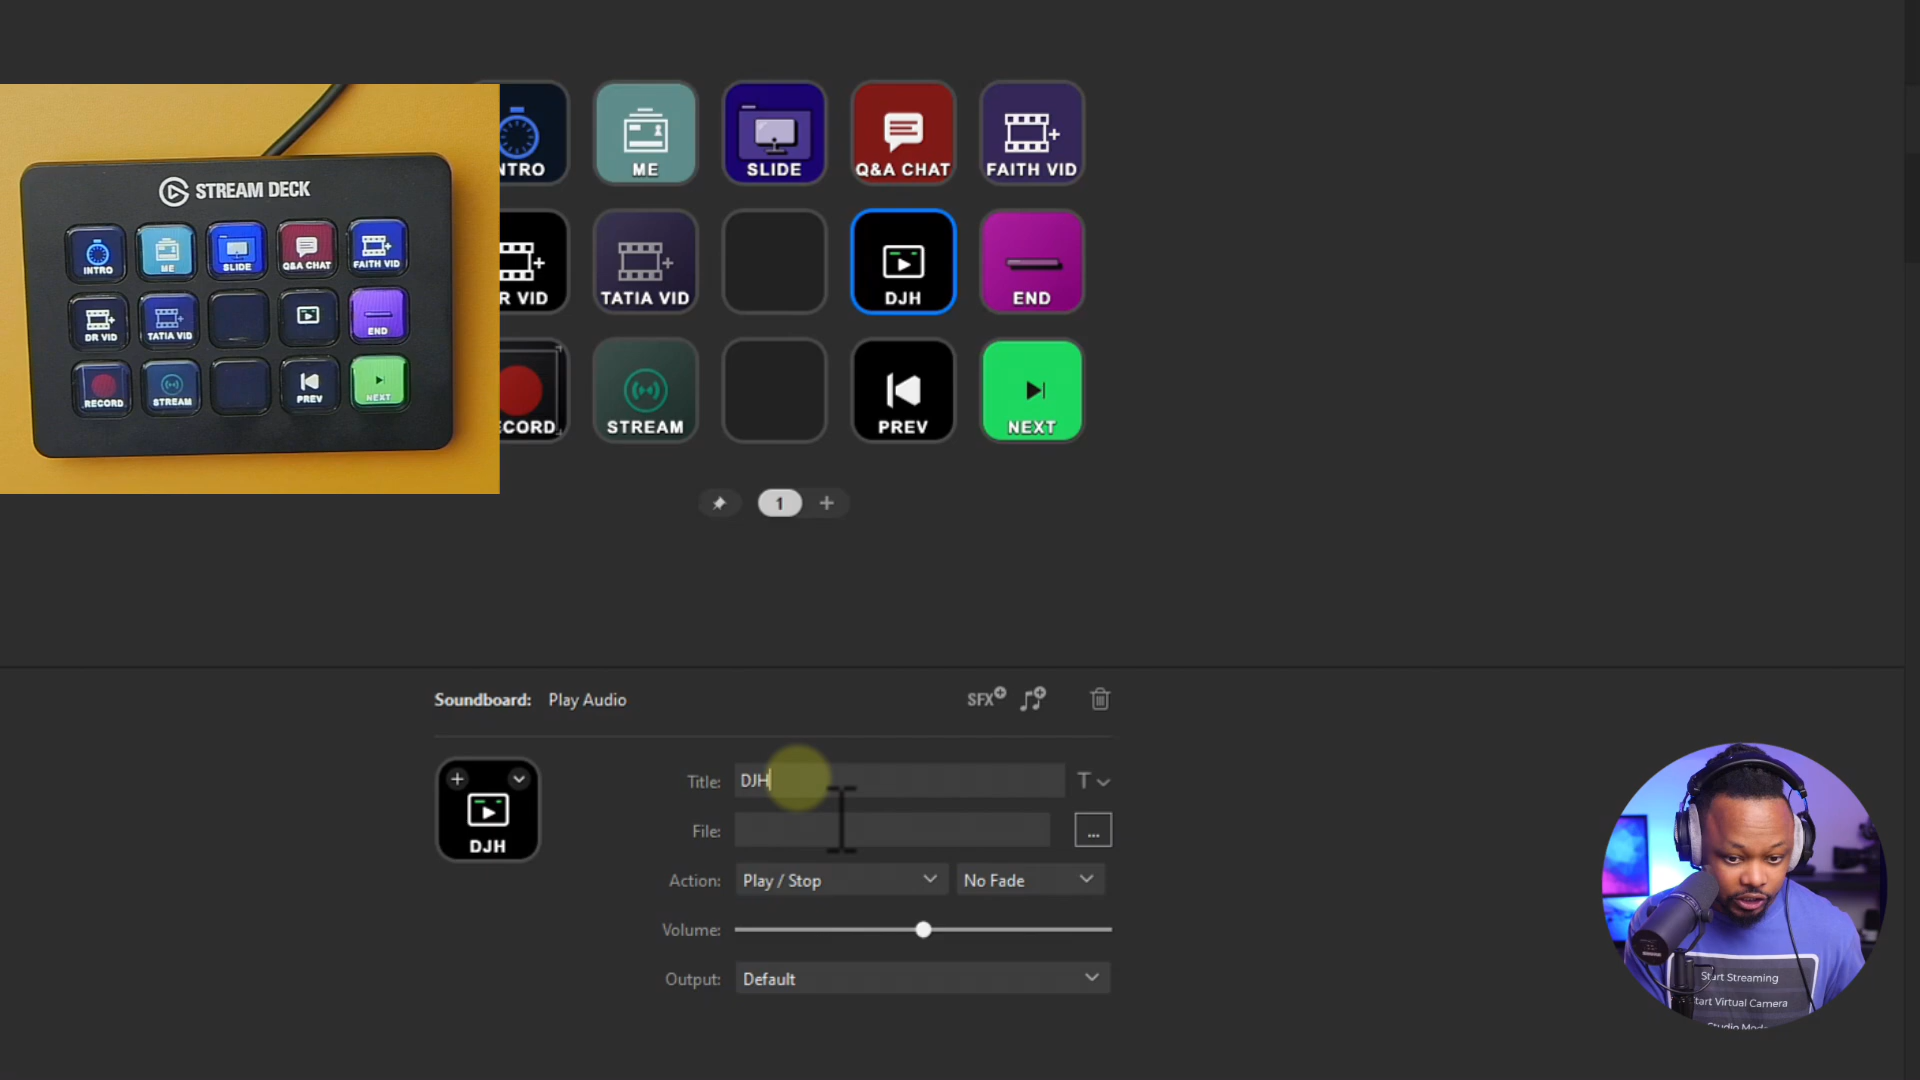 STREAM DECK
INTRO
ME
SLIDE
Q&A CHAT
FAITH VID
DR VID
TATIA VID
END
RECORD
STREAM
PREV
NEXT
NTRO
ME
SLIDE
Q&A CHAT
FAITH VID
R VID
TATIA VID
DJH
END
CORD
STREAM
PREV
NEXT
1
Soundboard: Play Audio
SFX
Title: DJH
T
File:
...
Action: Play / Stop No Fade
Volume:
Output: Default
DJH
Start Streaming
tart Virtual Camera
Studio Mode